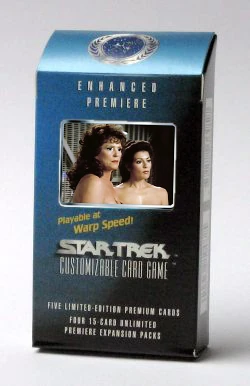 ENHANCED
PREMIERE
Playable at
Warp Speed!
STAR TREK
CUSTOMIZABLE CARD GAME™
FIVE LIMITED-EDITION PREMIUM CARDS
FOUR 15-CARD UNLIMITED
PREMIERE EXPANSION PACKS